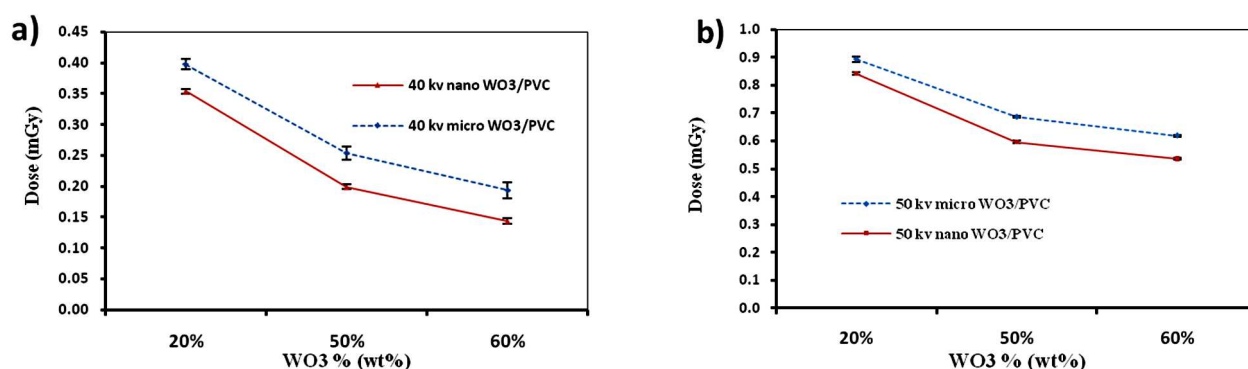 a)
0.45
0.40
0.35
0.30
0.25
0.20
0.15
0.10
0.05
0.00
Dose (mGy)
40 kv nano WO3/PVC
40 kv micro WO3/PVC
20% 50% 60%
WO3 % (wt%)
b)
1.0
0.9
0.8
0.7
0.6
0.5
0.4
0.3
0.2
0.1
0.0
Dose (mGy)
50 kv micro WO3/PVC
50 kv nano WO3/PVC
20% 50% 60%
WO3 % (wt%)